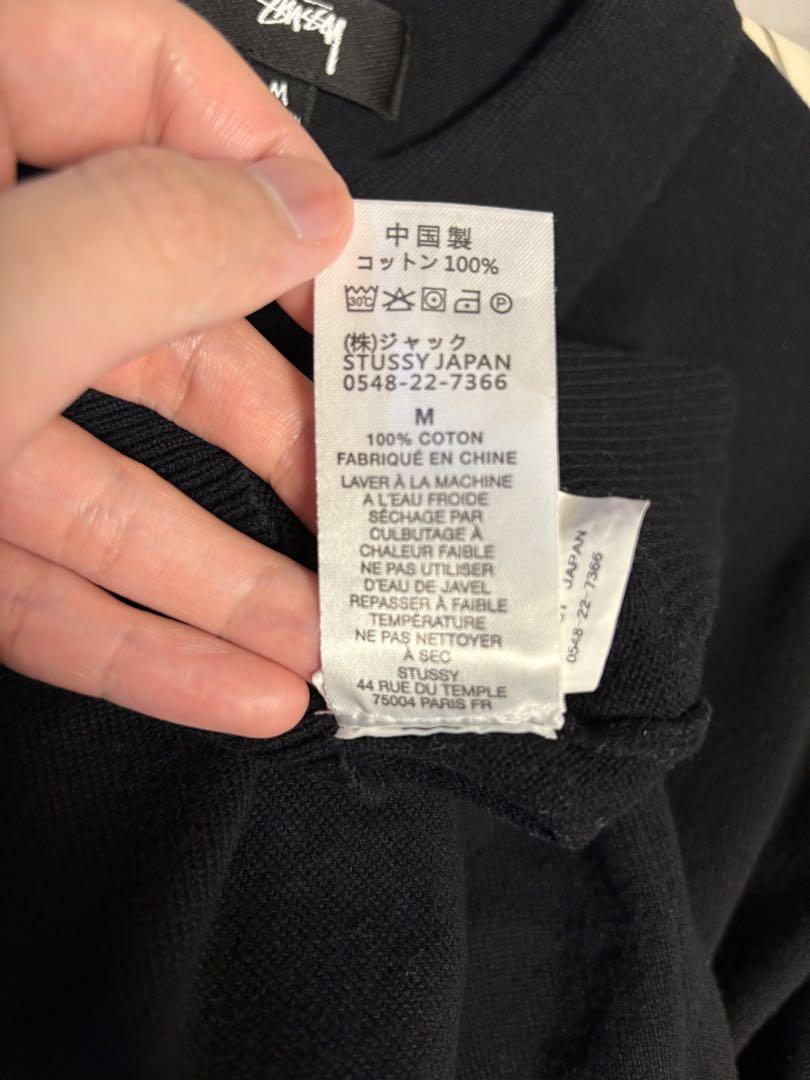 STUSSY
M
中国製
コットン100%
30℃ P
(株)ジャック
STUSSY JAPAN
0548-22-7366
M
100% COTON
FABRIQUÉ EN CHINE
LAVER À LA MACHINE
A L'EAU FROIDE
SÉCHAGE PAR
CULBUTAGE À
CHALEUR FAIBLE
NE PAS UTILISER
D'EAU DE JAVEL
REPASSER À FAIBLE
TEMPÉRATURE
NE PAS NETTOYER
À SEC
STUSSY
44 RUE DU TEMPLE
75004 PARIS FR
JAPAN
0548-22-7366